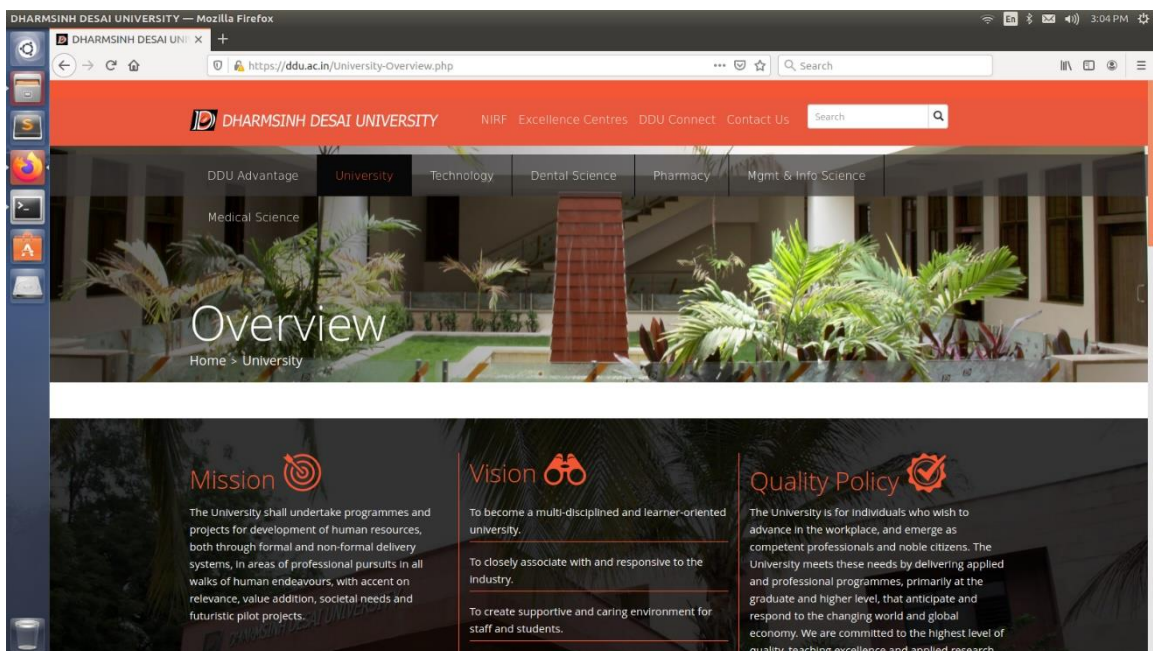 DHARMSINH DESAI UNIVERSITY — Mozilla Firefox
En
3:04 PM
DHARMSINH DESAI UNI
https://ddu.ac.in/University-Overview.php
Search
DHARMSINH DESAI UNIVERSITY
NIRF Excellence Centres DDU Connect Contact Us
Search
DDU Advantage University Technology Dental Science Pharmacy Mgmt & Info Science
Medical Science
Overview
Home > University
Mission
The University shall undertake programmes and
projects for development of human resources,
both through formal and non-formal delivery
systems, in areas of professional pursuits in all
walks of human endeavours, with accent on
relevance, value addition, societal needs and
futuristic pilot projects.
Vision
To become a multi-disciplined and learner-oriented
university.
To closely associate with and responsive to the
industry.
To create supportive and caring environment for
staff and students.
Quality Policy
The University is for individuals who wish to
advance in the workplace, and emerge as
competent professionals and noble citizens. The
University meets these needs by delivering applied
and professional programmes, primarily at the
graduate and higher level, that anticipate and
respond to the changing world and global
economy. We are committed to the highest level of
quality, teaching excellence and applied research
DHARMSINH DESAI UNIVERSITY